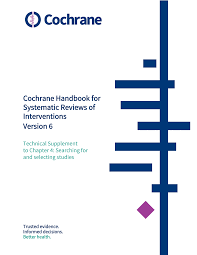 Cochrane
Cochrane Handbook for
Systematic Reviews of
Interventions
Version 6
Technical Supplement
to Chapter 4: Searching for
and selecting studies
Trusted evidence.
Informed decisions.
Better health.